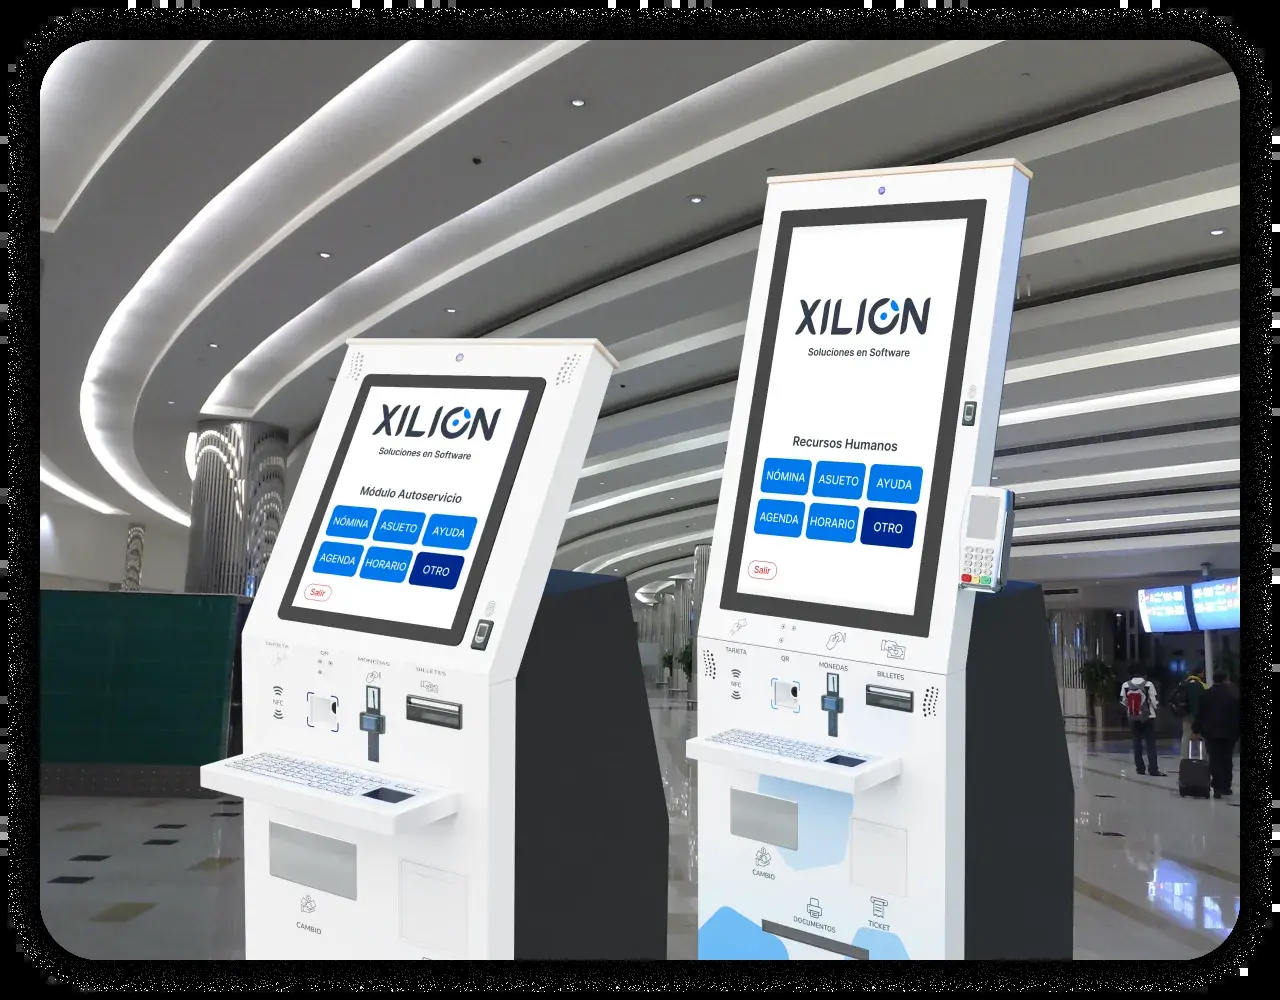 XILION
Soluciones en Software
Módulo Autoservicio
NÓMINA
ASUETO
AYUDA
AGENDA
HORARIO
OTRO
Salir
TARJETA
QR
MONEDAS
BILLETES
NFC
CAMBIO
XILION
Soluciones en Software
Recursos Humanos
NÓMINA
ASUETO
AYUDA
AGENDA
HORARIO
OTRO
Salir
TARJETA
QR
MONEDAS
BILLETES
NFC
CAMBIO
DOCUMENTOS
TICKET